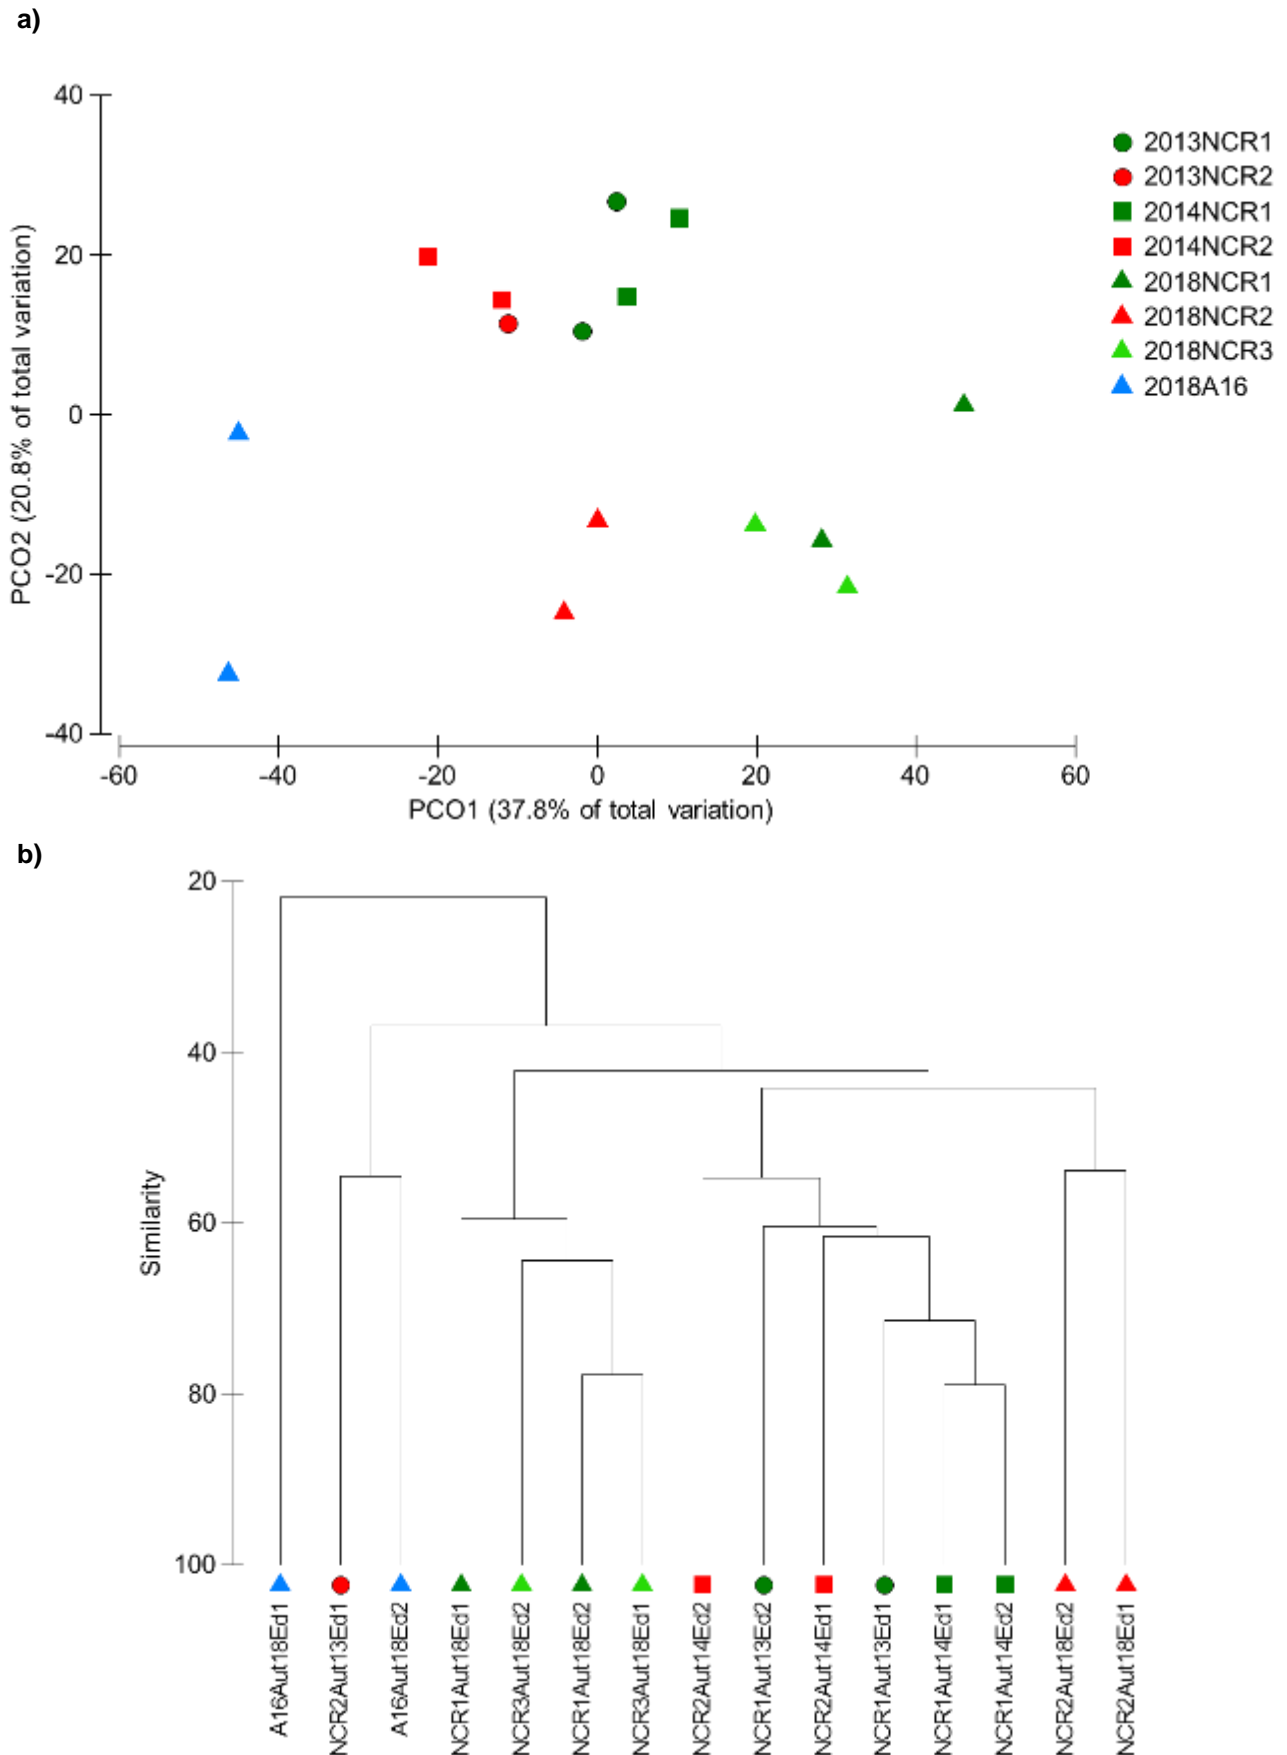 a)
40
20
0
-20
-40
PCO2 (20.8% of total variation)
-60
-40
-20
0
20
40
60
PCO1 (37.8% of total variation)
2013NCR1
2013NCR2
2014NCR1
2014NCR2
2018NCR1
2018NCR2
2018NCR3
2018A16
b)
20
40
60
80
100
Similarity
A16Aut18Ed1
NCR2Aut13Ed1
A16Aut18Ed2
NCR1Aut18Ed1
NCR3Aut18Ed2
NCR1Aut18Ed2
NCR3Aut18Ed1
NCR2Aut14Ed2
NCR1Aut13Ed2
NCR2Aut14Ed1
NCR1Aut13Ed1
NCR1Aut14Ed1
NCR1Aut14Ed2
NCR2Aut18Ed2
NCR2Aut18Ed1